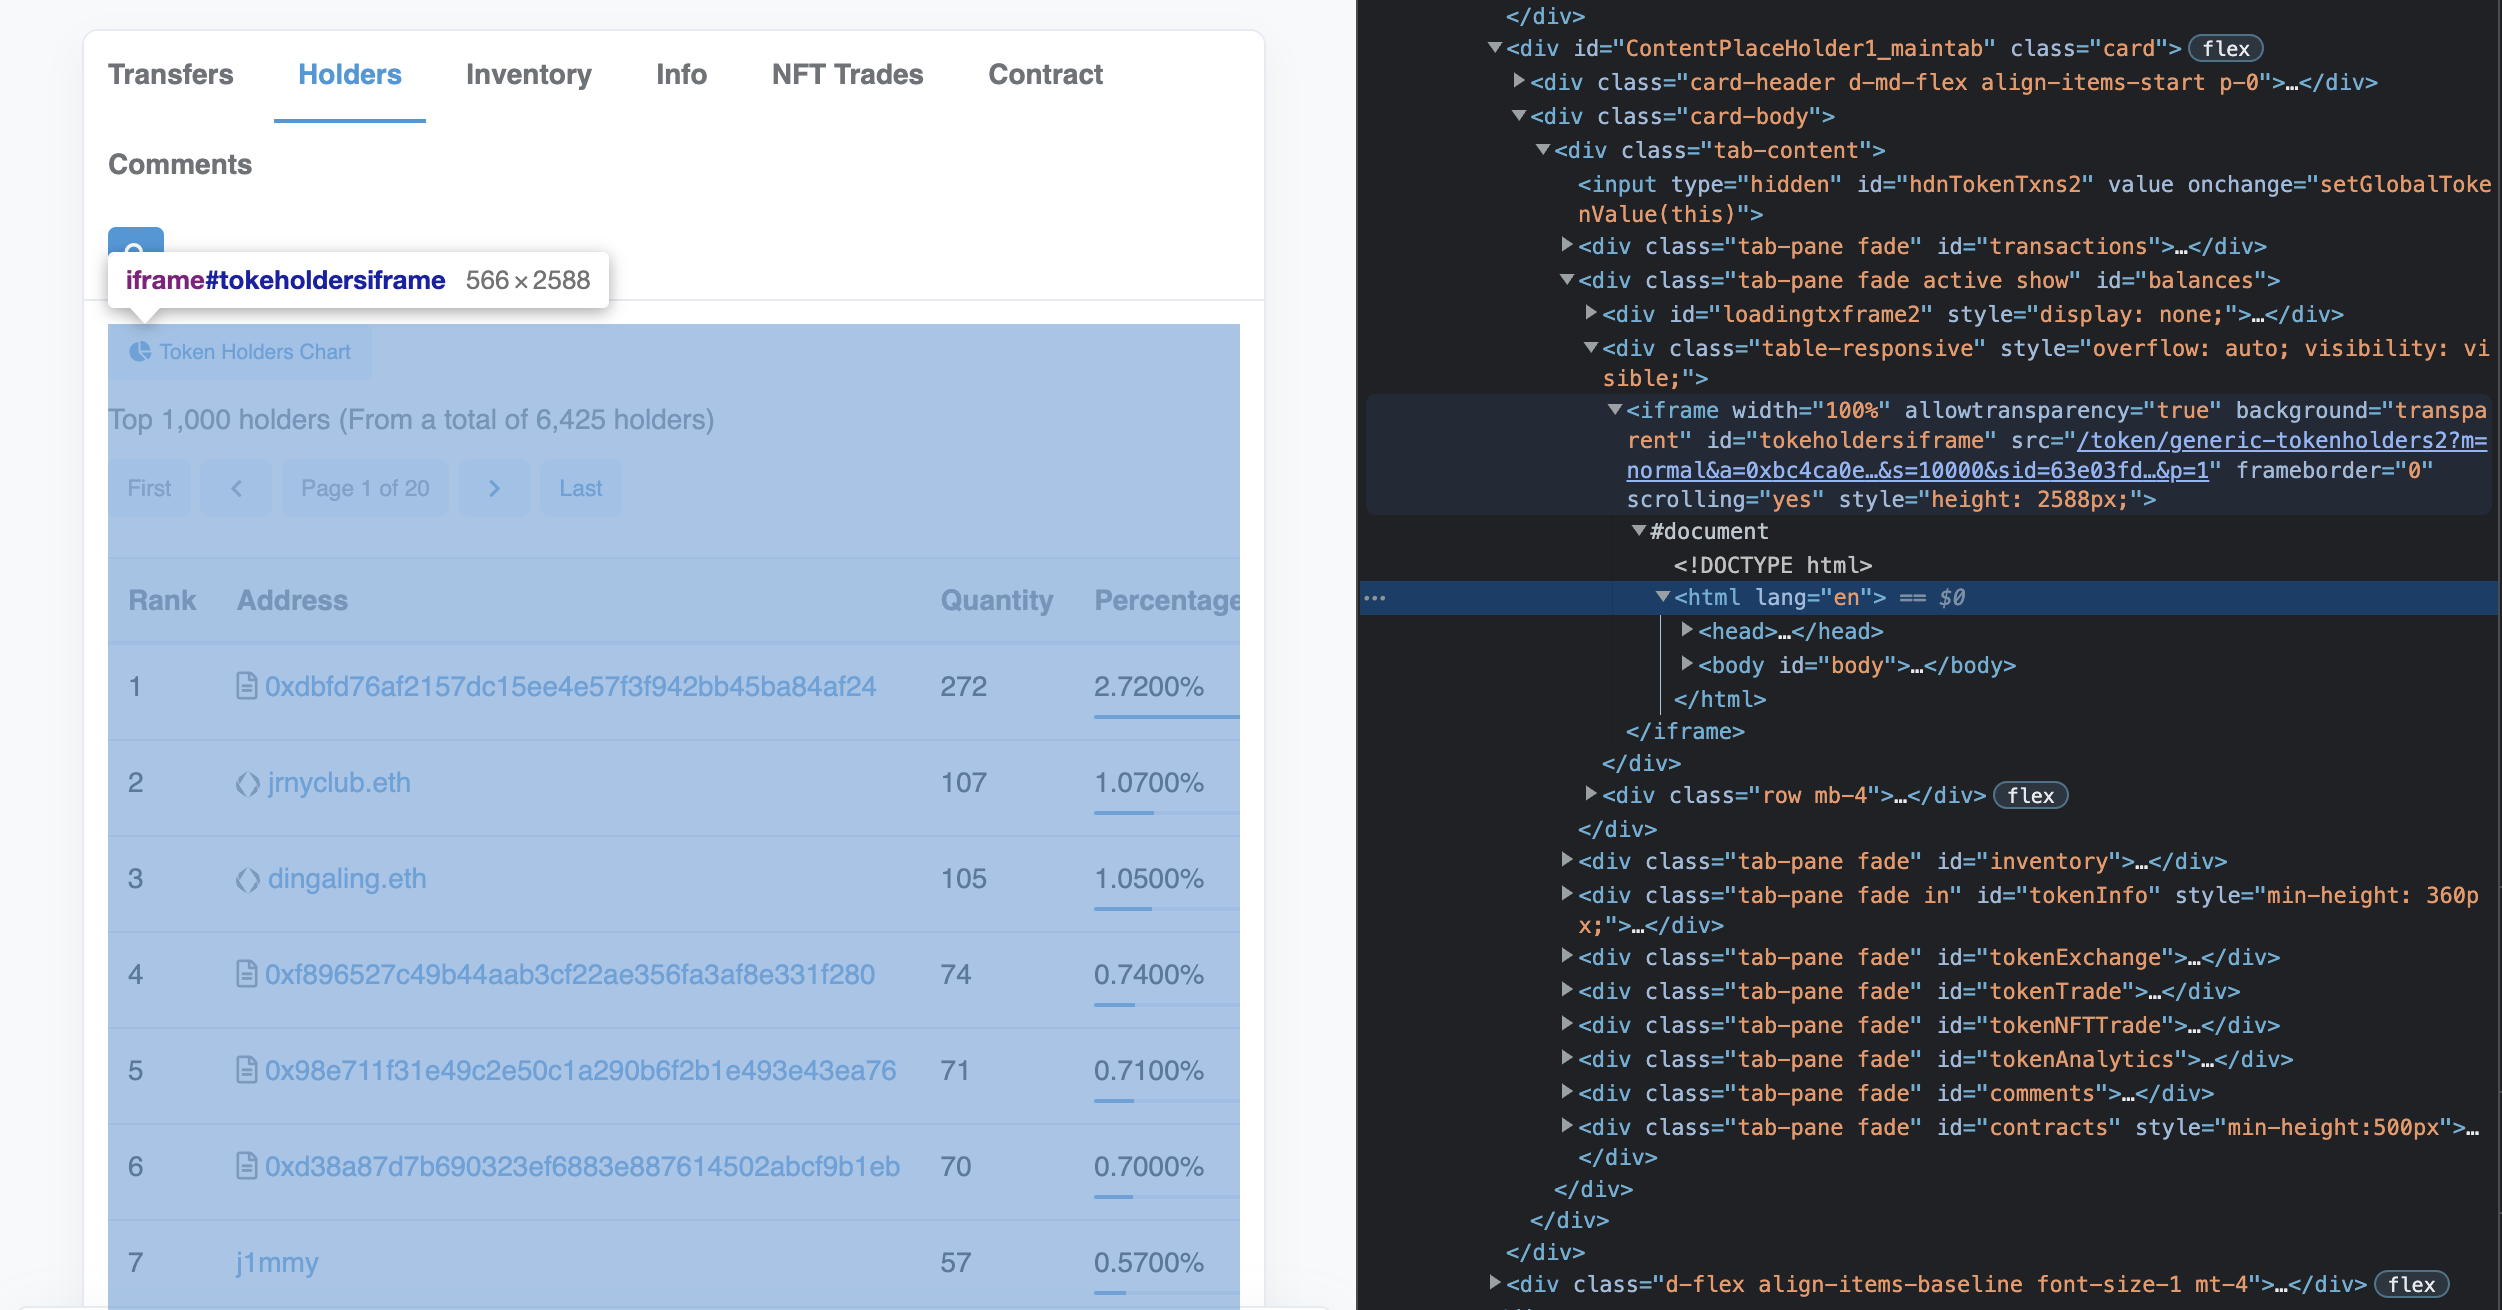 Transfers Holders Inventory Info NFT Trades Contract
Comments
iframe#tokeholdersiframe 566×2588
Token Holders Chart
Top 1,000 holders (From a total of 6,425 holders)
First Page 1 of 20 Last
Rank Address Quantity Percentage
1 0xdbfd76af2157dc15ee4e57f3f942bb45ba84af24 272 2.7200%
2 jrnyclub.eth 107 1.0700%
3 dingaling.eth 105 1.0500%
4 0xf896527c49b44aab3cf22ae356fa3af8e331f280 74 0.7400%
5 0x98e711f31e49c2e50c1a290b6f2b1e493e43ea76 71 0.7100%
6 0xd38a87d7b690323ef6883e887614502abcf9b1eb 70 0.7000%
7 j1mmy 57 0.5700%
</div>
<div id="ContentPlaceHolder1_maintab" class="card"> flex
<div class="card-header d-md-flex align-items-start p-0">…</div>
<div class="card-body">
<div class="tab-content">
<input type="hidden" id="hdnTokenTxns2" value onchange="setGlobalToke
nValue(this)">
<div class="tab-pane fade" id="transactions">…</div>
<div class="tab-pane fade active show" id="balances">
<div id="loadingtxframe2" style="display: none;">…</div>
<div class="table-responsive" style="overflow: auto; visibility: vi
sible;">
<iframe width="100%" allowtransparency="true" background="transpa
rent" id="tokeholdersiframe" src="/token/generic-tokenholders2?m=
normal&a=0xbc4ca0e…&s=10000&sid=63e03fd…&p=1" frameborder="0"
scrolling="yes" style="height: 2588px;">
#document
<!DOCTYPE html>
… <html lang="en"> == $0
<head>…</head>
<body id="body">…</body>
</html>
</iframe>
</div>
<div class="row mb-4">…</div> flex
</div>
<div class="tab-pane fade" id="inventory">…</div>
<div class="tab-pane fade in" id="tokenInfo" style="min-height: 360p
x;">…</div>
<div class="tab-pane fade" id="tokenExchange">…</div>
<div class="tab-pane fade" id="tokenTrade">…</div>
<div class="tab-pane fade" id="tokenNFTTrade">…</div>
<div class="tab-pane fade" id="tokenAnalytics">…</div>
<div class="tab-pane fade" id="comments">…</div>
<div class="tab-pane fade" id="contracts" style="min-height:500px">…
</div>
</div>
</div>
</div>
<div class="d-flex align-items-baseline font-size-1 mt-4">…</div> flex